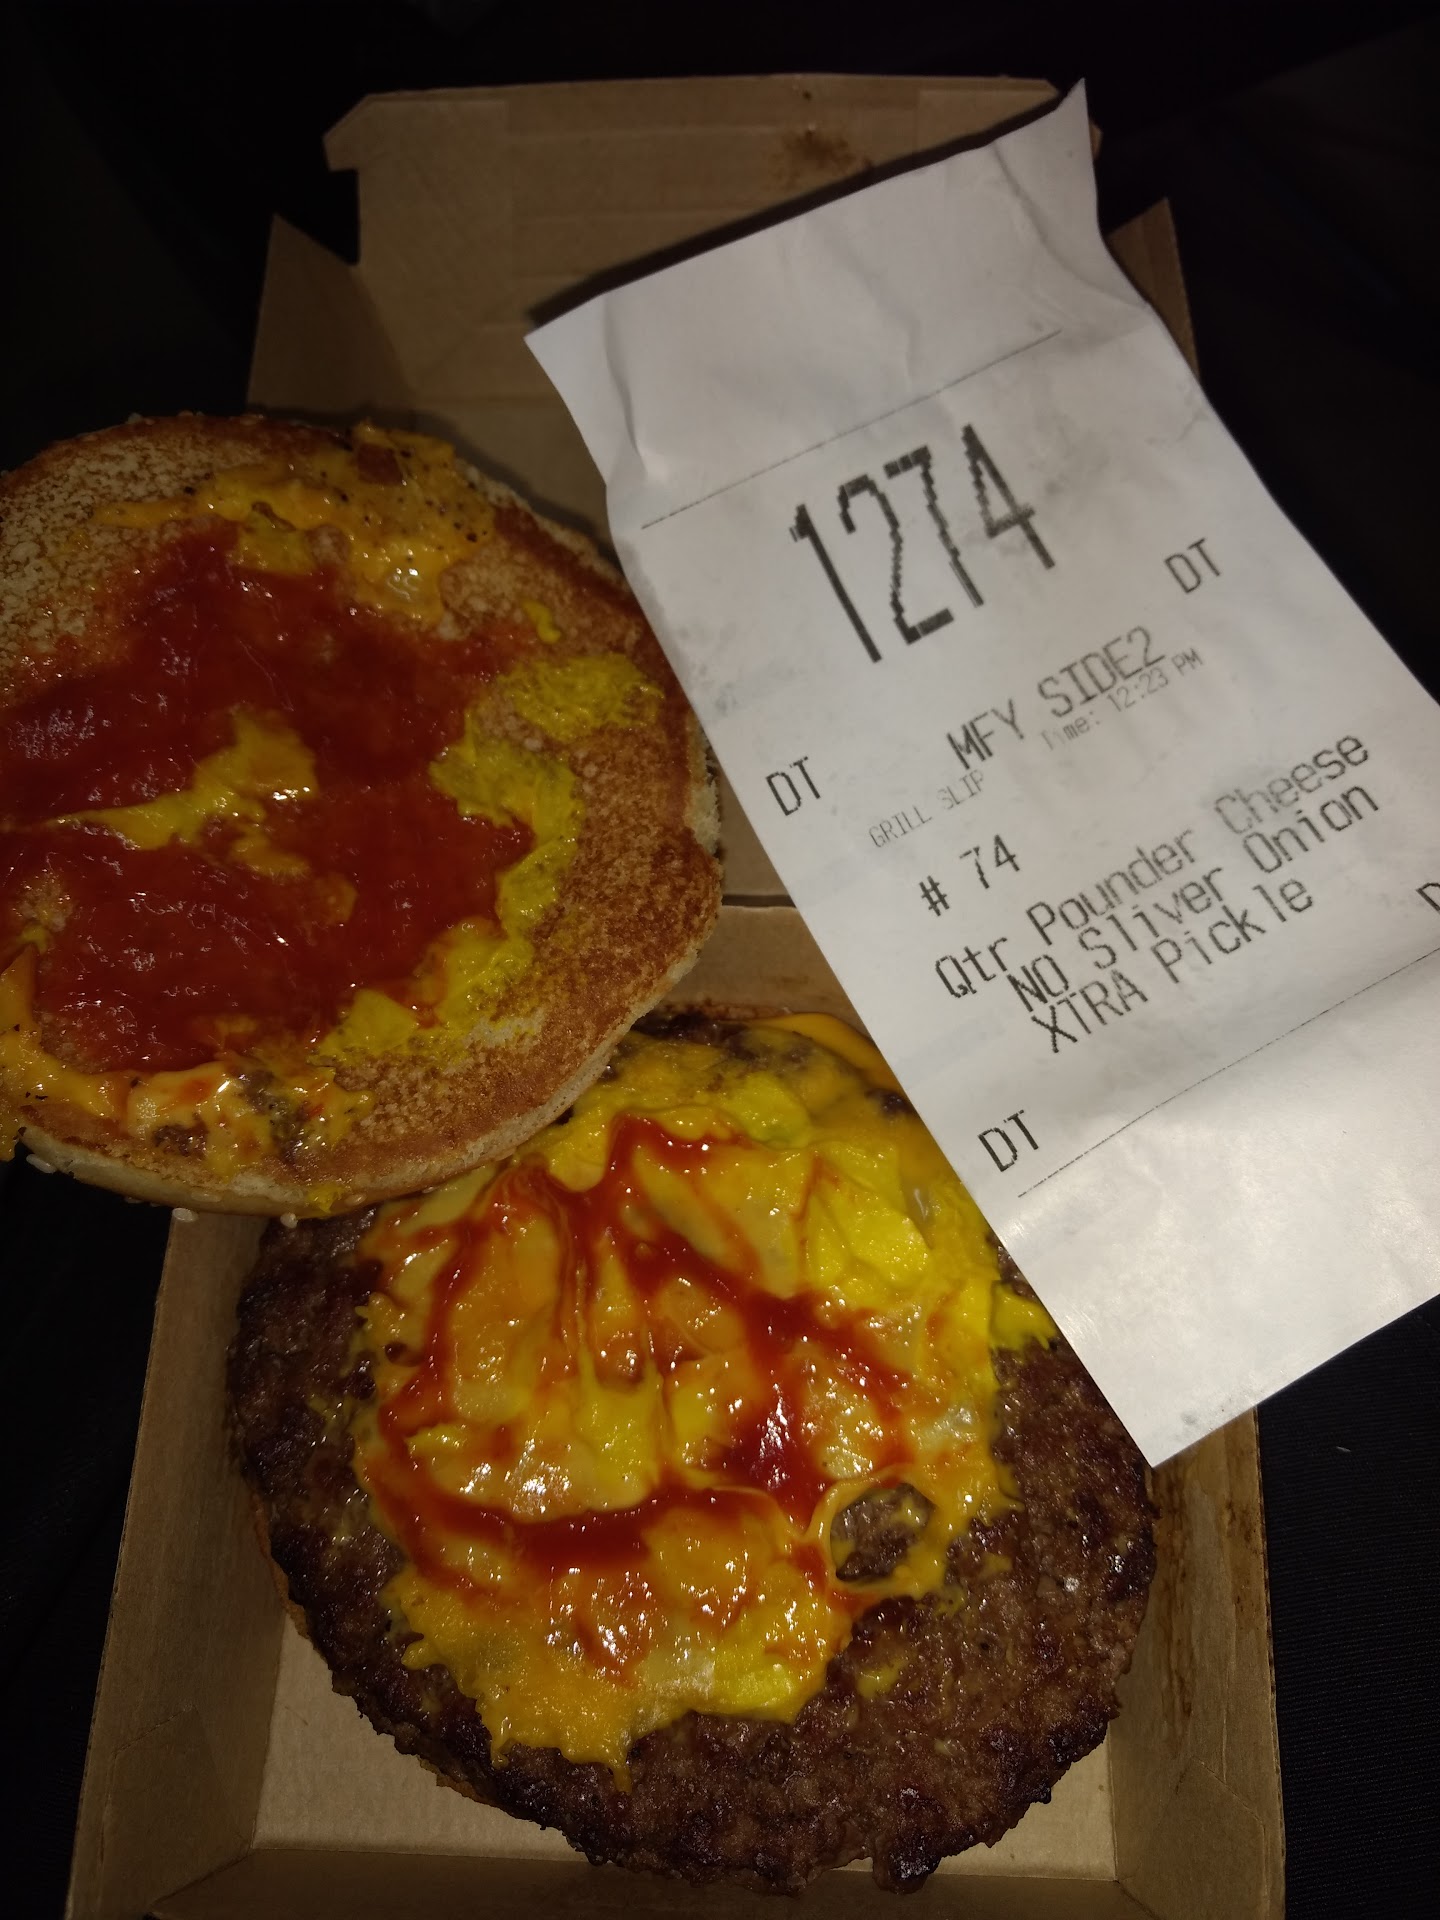 1274
DT DT
MFY SIDE2
GRILL SLIP Time: 12:23 PM
# 74
Qtr Pounder Cheese
NO Sliver Onion
XTRA Pickle
DT